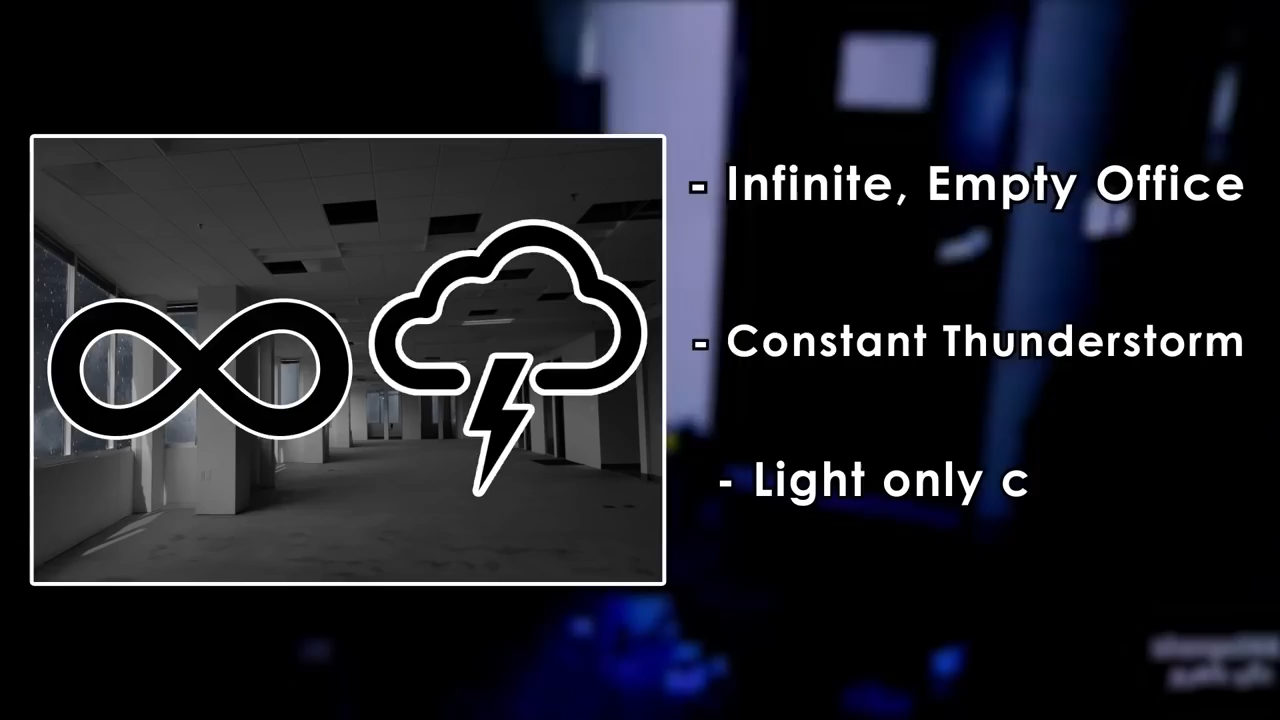 - Infinite, Empty Office
- Constant Thunderstorm
- Light only c